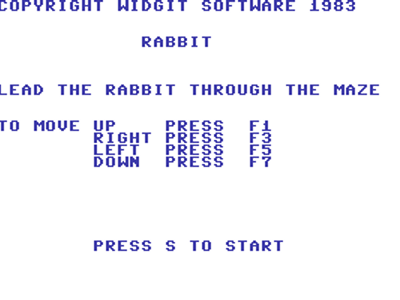 COPYRIGHT WIDGIT SOFTWARE 1983
RABBIT
LEAD THE RABBIT THROUGH THE MAZE
TO MOVE UP PRESS F1
RIGHT PRESS F3
LEFT PRESS F5
DOWN PRESS F7
PRESS S TO START